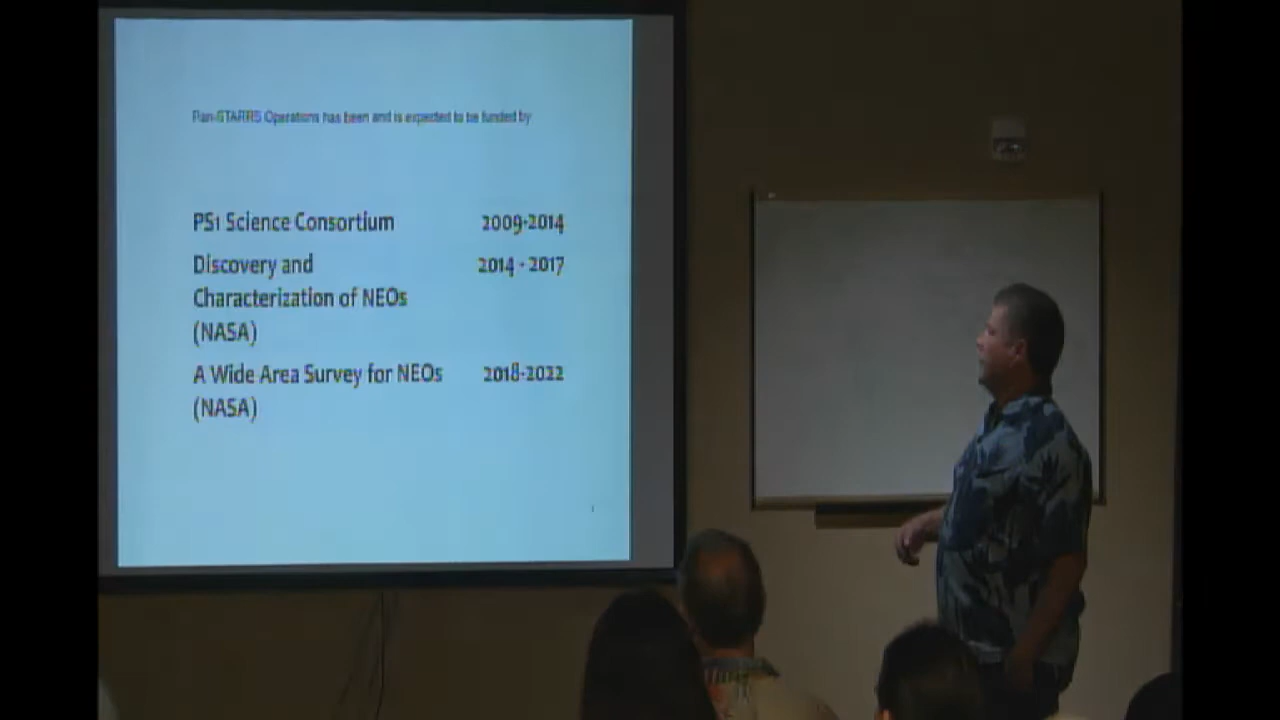 Pan-STARRS Operations has been and is expected to be funded by
PS1 Science Consortium 2009-2014
Discovery and 2014 - 2017
Characterization of NEOs
(NASA)
A Wide Area Survey for NEOs 2018-2022
(NASA)